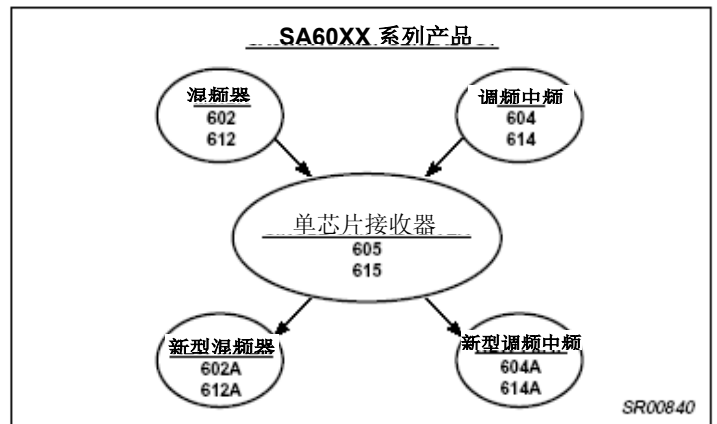 SA60XX 系列产品
混频器
602
612
调频中频
604
614
单芯片接收器
605
615
新型混频器
602A
612A
新型调频中频
604A
614A
SR00840